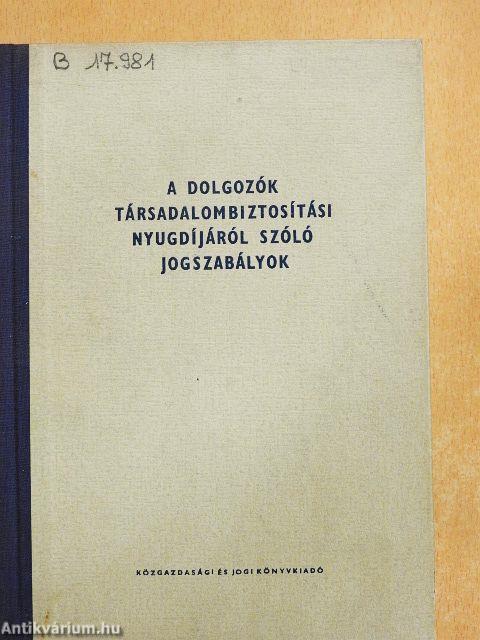 B 17.981
A DOLGOZÓK
TÁRSADALOMBIZTOSÍTÁSI
NYUGDÍJÁRÓL SZÓLÓ
JOGSZABÁLYOK
KÖZGAZDASÁGI ÉS JOGI KÖNYVKIADÓ
Antikvárium.hu